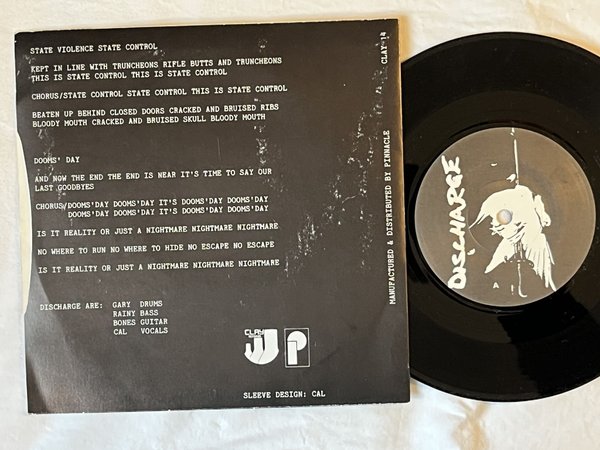 STATE VIOLENCE STATE CONTROL
KEPT IN LINE WITH TRUNCHEONS RIFLE BUTTS AND TRUNCHEONS
THIS IS STATE CONTROL THIS IS STATE CONTROL
CHORUS/STATE CONTROL STATE CONTROL THIS IS STATE CONTROL
BEATEN UP BEHIND CLOSED DOORS CRACKED AND BRUISED RIBS
BLOODY MOUTH CRACKED AND BRUISED SKULL BLOODY MOUTH
DOOMS' DAY
AND NOW THE END THE END IS NEAR IT'S TIME TO SAY OUR
LAST GOODBYES
CHORUS/DOOMS'DAY DOOMS'DAY IT'S DOOMS'DAY DOOMS'DAY
DOOMS'DAY DOOMS'DAY IT'S DOOMS'DAY DOOMS'DAY
IS IT REALITY OR JUST A NIGHTMARE NIGHTMARE NIGHTMARE
NO WHERE TO RUN NO WHERE TO HIDE NO ESCAPE NO ESCAPE
IS IT REALITY OR JUST A NIGHTMARE NIGHTMARE NIGHTMARE
DISCHARGE ARE: GARY DRUMS
RAINY BASS
BONES GUITAR
CAL VOCALS
CLAY
P
SLEEVE DESIGN: CAL
MANUFACTURED & DISTRIBUTED BY PINNACLE
CLAY 14
DISCHARGE